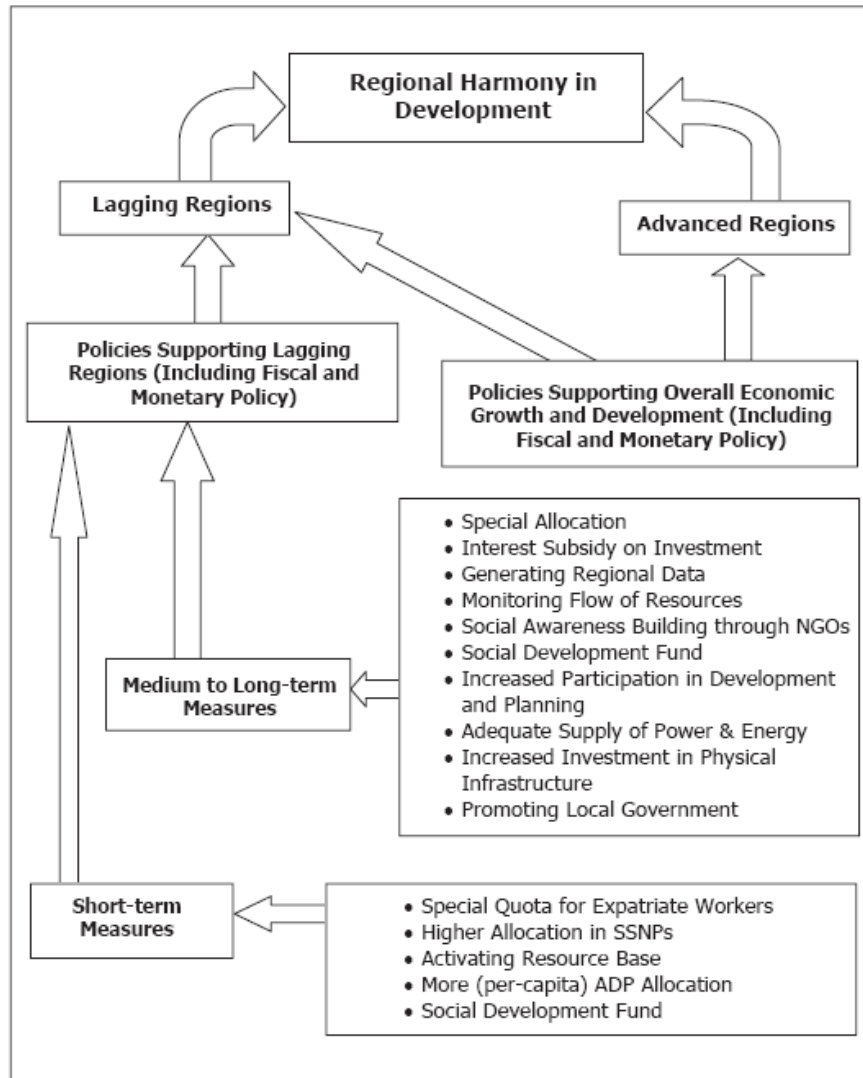 Regional Harmony in
Development
Lagging Regions
Advanced Regions
Policies Supporting Lagging
Regions (Including Fiscal and
Monetary Policy)
Policies Supporting Overall Economic
Growth and Development (Including
Fiscal and Monetary Policy)
• Special Allocation
• Interest Subsidy on Investment
• Generating Regional Data
• Monitoring Flow of Resources
• Social Awareness Building through NGOs
• Social Development Fund
• Increased Participation in Development
and Planning
• Adequate Supply of Power & Energy
• Increased Investment in Physical
Infrastructure
• Promoting Local Government
Medium to Long-term
Measures
Short-term
Measures
• Special Quota for Expatriate Workers
• Higher Allocation in SSNPs
• Activating Resource Base
• More (per-capita) ADP Allocation
• Social Development Fund